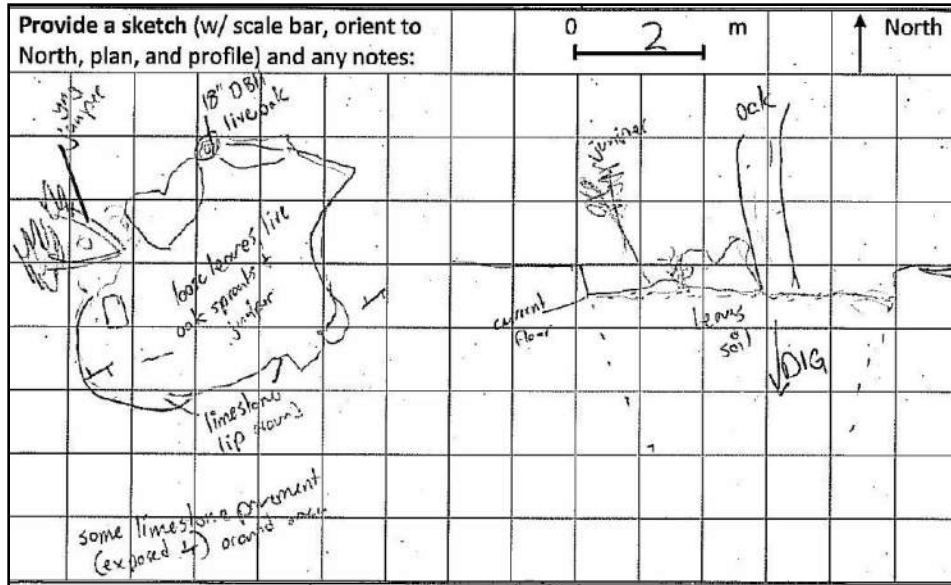 Provide a sketch (w/ scale bar, orient to
North, plan, and profile) and any notes:
0 2 m
North
juniper
18" DBH
live oak
loose leaves live
oak sprouts +
juniper
limestone
lip around
some limestone pavement
(exposed +) around
juniper
oak
current
floor
leaves
soil
DIG